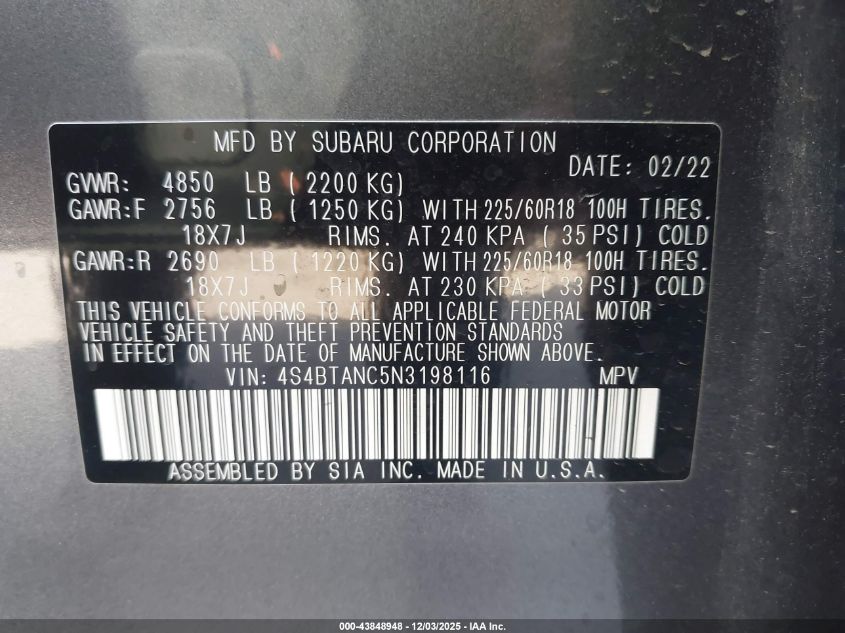 MFD BY SUBARU CORPORATION
DATE: 02/22
GVWR: 4850 LB ( 2200 KG)
GAWR:F 2756 LB ( 1250 KG) WITH 225/60R18 100H TIRES.
18X7J RIMS. AT 240 KPA ( 35 PSI) COLD
GAWR:R 2690 LB ( 1220 KG) WITH 225/60R18 100H TIRES.
18X7J RIMS. AT 230 KPA ( 33 PSI) COLD
THIS VEHICLE CONFORMS TO ALL APPLICABLE FEDERAL MOTOR
VEHICLE SAFETY AND THEFT PREVENTION STANDARDS
IN EFFECT ON THE DATE OF MANUFACTURE SHOWN ABOVE.
VIN: 4S4BTANC5N3198116 MPV
ASSEMBLED BY SIA INC. MADE IN U.S.A.
000-43848948 - 12/03/2025 - IAA Inc.